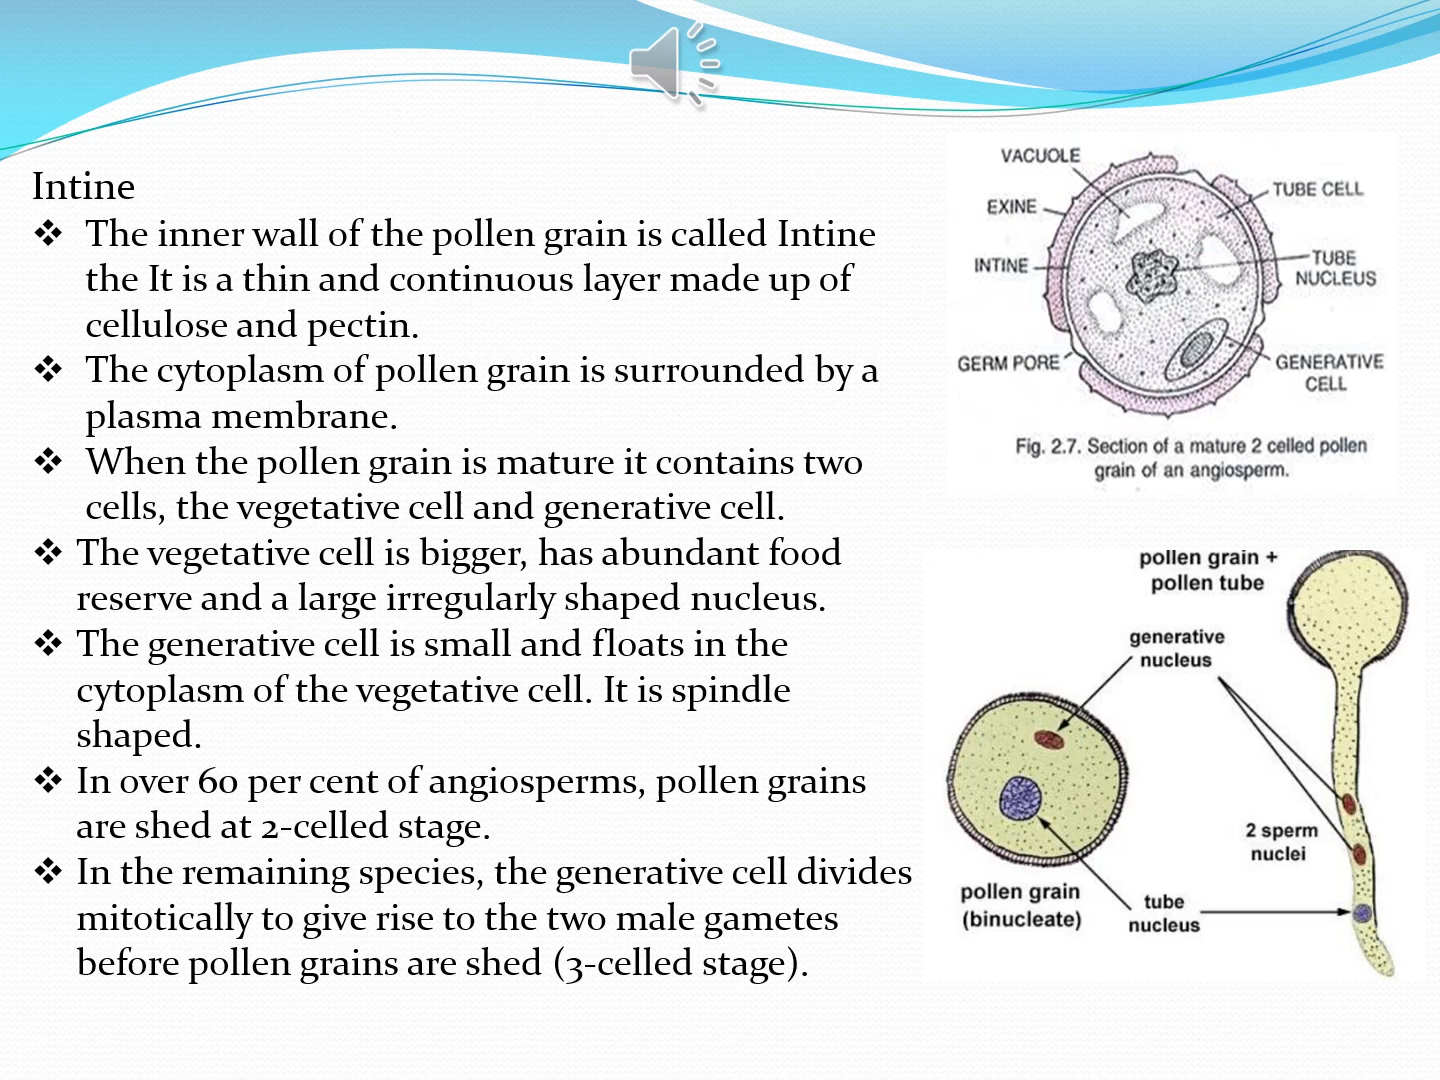 Intine
❖ The inner wall of the pollen grain is called Intine
the It is a thin and continuous layer made up of
cellulose and pectin.
❖ The cytoplasm of pollen grain is surrounded by a
plasma membrane.
❖ When the pollen grain is mature it contains two
cells, the vegetative cell and generative cell.
❖ The vegetative cell is bigger, has abundant food
reserve and a large irregularly shaped nucleus.
❖ The generative cell is small and floats in the
cytoplasm of the vegetative cell. It is spindle
shaped.
❖ In over 60 per cent of angiosperms, pollen grains
are shed at 2-celled stage.
❖ In the remaining species, the generative cell divides
mitotically to give rise to the two male gametes
before pollen grains are shed (3-celled stage).
VACUOLE
TUBE CELL
EXINE
INTINE
TUBE
NUCLEUS
GERM PORE
GENERATIVE
CELL
Fig. 2.7. Section of a mature 2 celled pollen
grain of an angiosperm.
pollen grain +
pollen tube
generative
nucleus
2 sperm
nuclei
pollen grain
(binucleate)
tube
nucleus